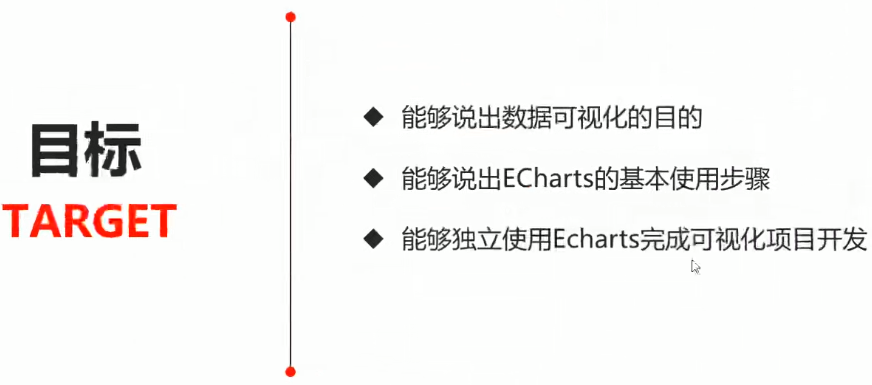 目标
TARGET
◆ 能够说出数据可视化的目的
◆ 能够说出ECharts的基本使用步骤
◆ 能够独立使用Echarts完成可视化项目开发